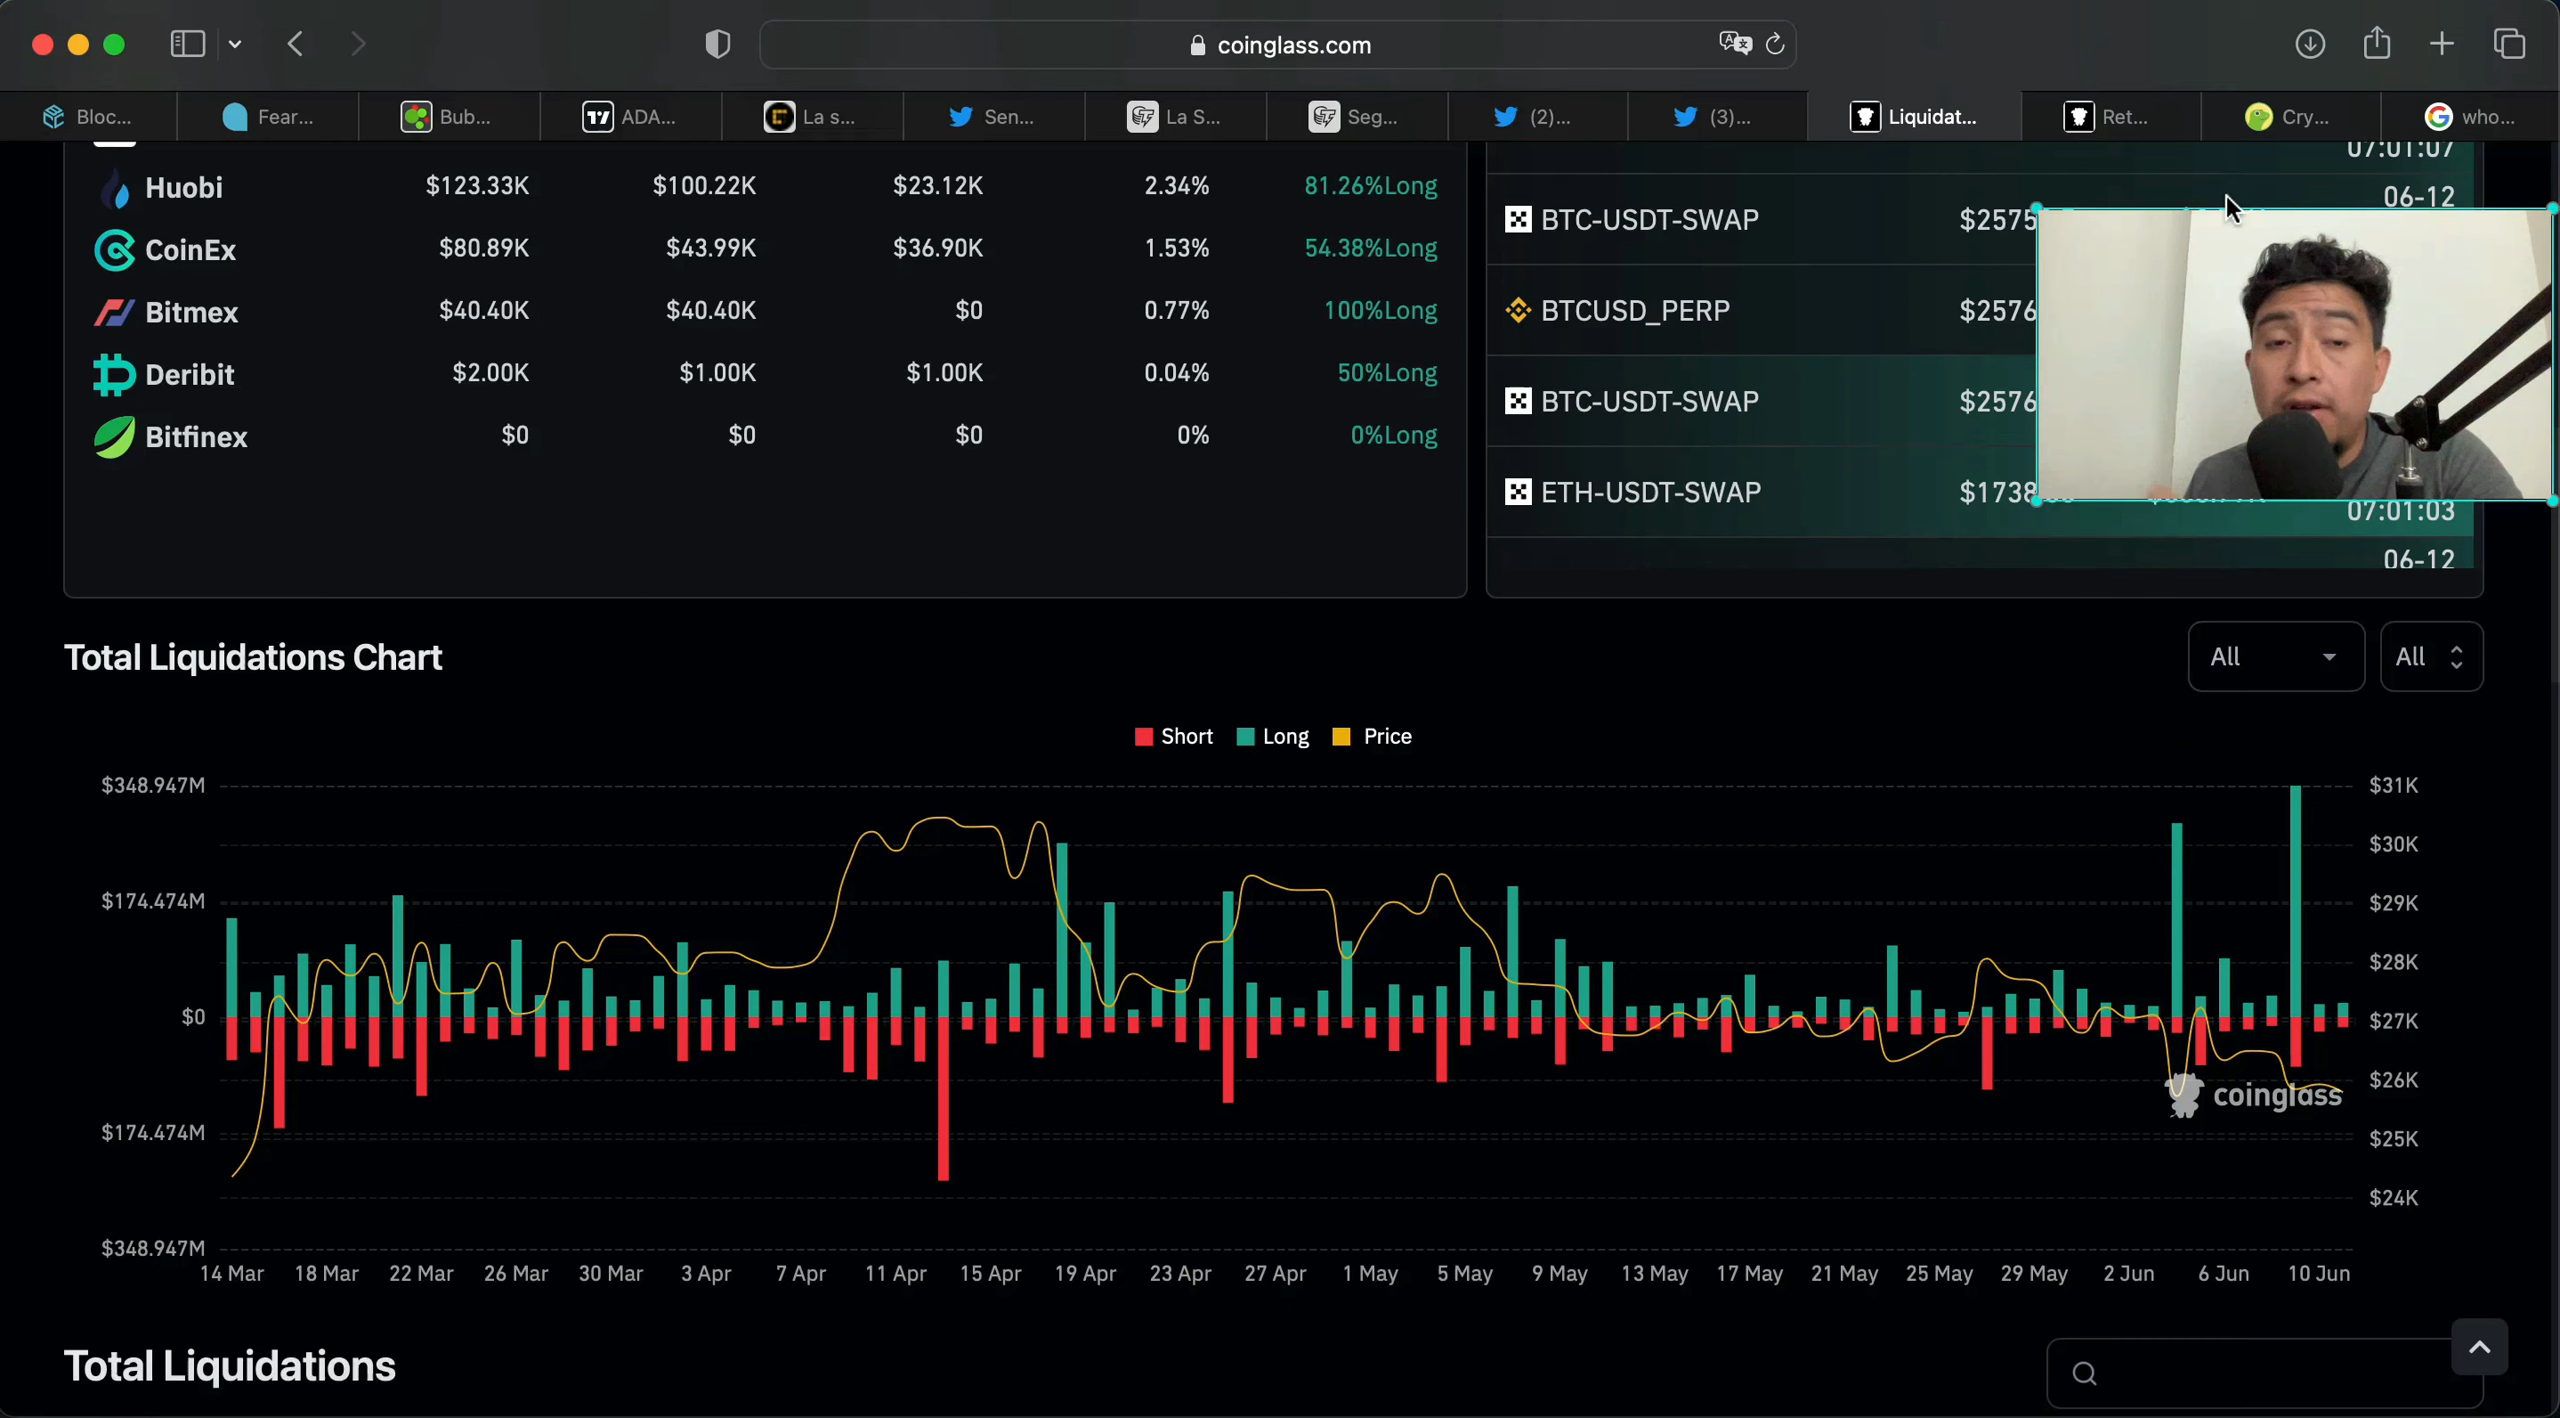 coinglass.com
Bloc...
Fear...
Bub...
ADA...
La s...
Sen...
La S...
Seg...
(2)...
(3)...
Liquidat...
Ret...
Cry...
who...
Huobi $123.33K $100.22K $23.12K 2.34% 81.26%Long
CoinEx $80.89K $43.99K $36.90K 1.53% 54.38%Long
Bitmex $40.40K $40.40K $0 0.77% 100%Long
Deribit $2.00K $1.00K $1.00K 0.04% 50%Long
Bitfinex $0 $0 $0 0% 0%Long
07:01:07
06-12
BTC-USDT-SWAP $2575
BTCUSD_PERP $2576
BTC-USDT-SWAP $2576
ETH-USDT-SWAP $1738
07:01:03
06-12
Total Liquidations Chart
All
All
Short Long Price
$348.947M
$174.474M
$0
$174.474M
$348.947M
$31K
$30K
$29K
$28K
$27K
$26K
$25K
$24K
coinglass
14 Mar 18 Mar 22 Mar 26 Mar 30 Mar 3 Apr 7 Apr 11 Apr 15 Apr 19 Apr 23 Apr 27 Apr 1 May 5 May 9 May 13 May 17 May 21 May 25 May 29 May 2 Jun 6 Jun 10 Jun
Total Liquidations